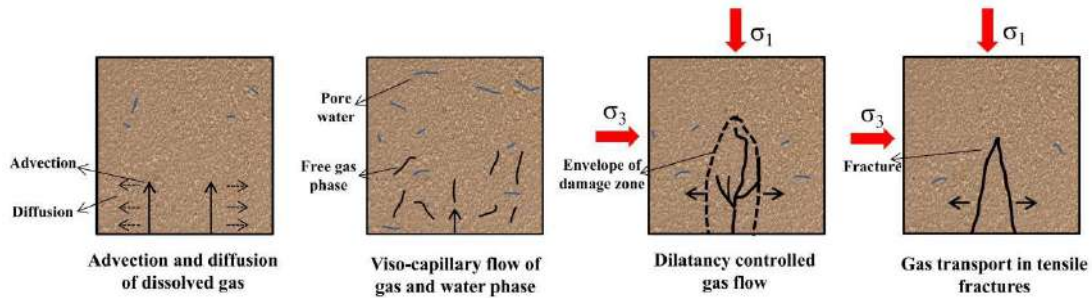 σ₁
σ₁
Pore
water
σ₃
σ₃
Advection
Free gas
phase
Envelope of
damage zone
Fracture
Diffusion
Advection and diffusion
of dissolved gas
Viso-capillary flow of
gas and water phase
Dilatancy controlled
gas flow
Gas transport in tensile
fractures